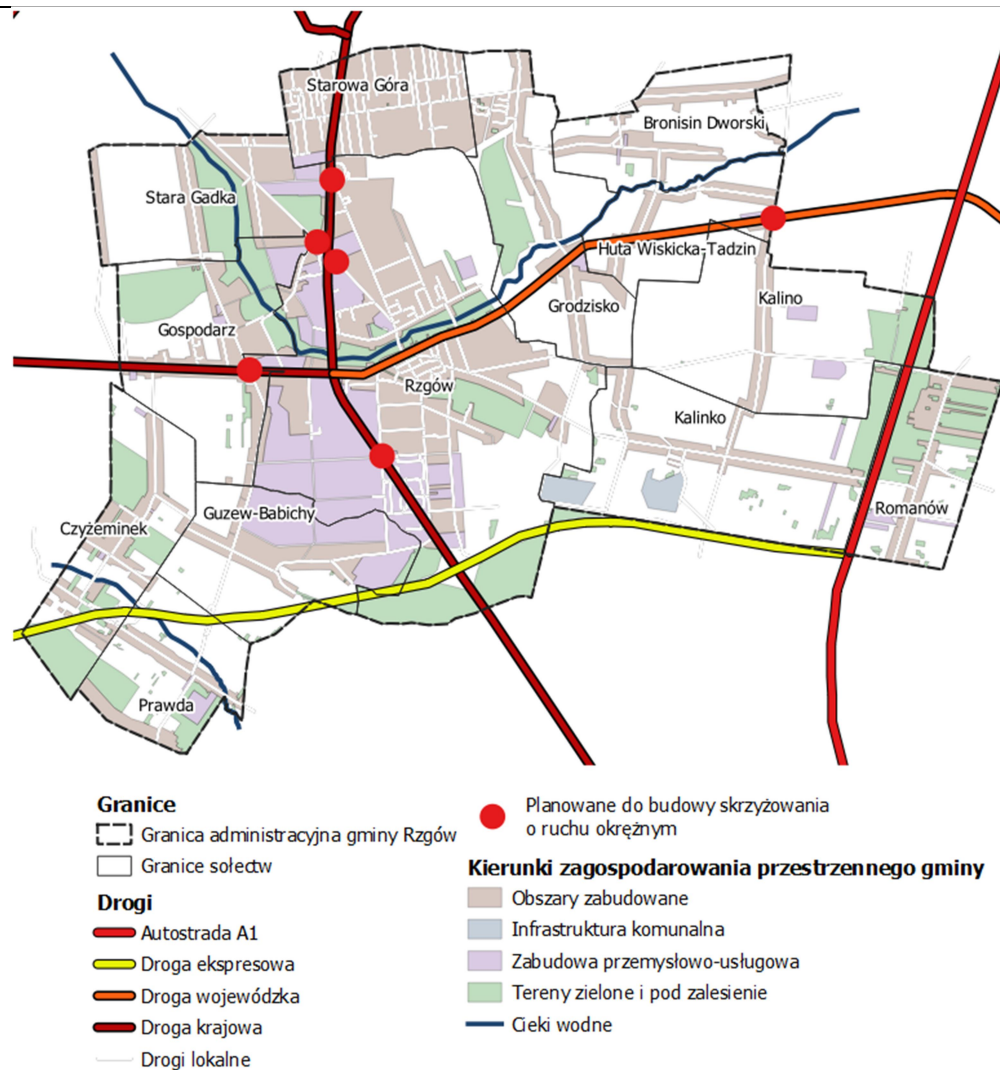 Starowa Góra
Bronisin Dworski
Stara Gadka
Huta Wiskicka-Tadzin
Kalino
Grodzisko
Gospodarz
Rzgów
Kalinko
Romanów
Guzew-Babichy
Czyżeminek
Prawda
Granice
Granica administracyjna gminy Rzgów
Granice sołectw
Drogi
Autostrada A1
Droga ekspresowa
Droga wojewódzka
Droga krajowa
Drogi lokalne
Planowane do budowy skrzyżowania
o ruchu okrężnym
Kierunki zagospodarowania przestrzennego gminy
Obszary zabudowane
Infrastruktura komunalna
Zabudowa przemysłowo-usługowa
Tereny zielone i pod zalesienie
Cieki wodne